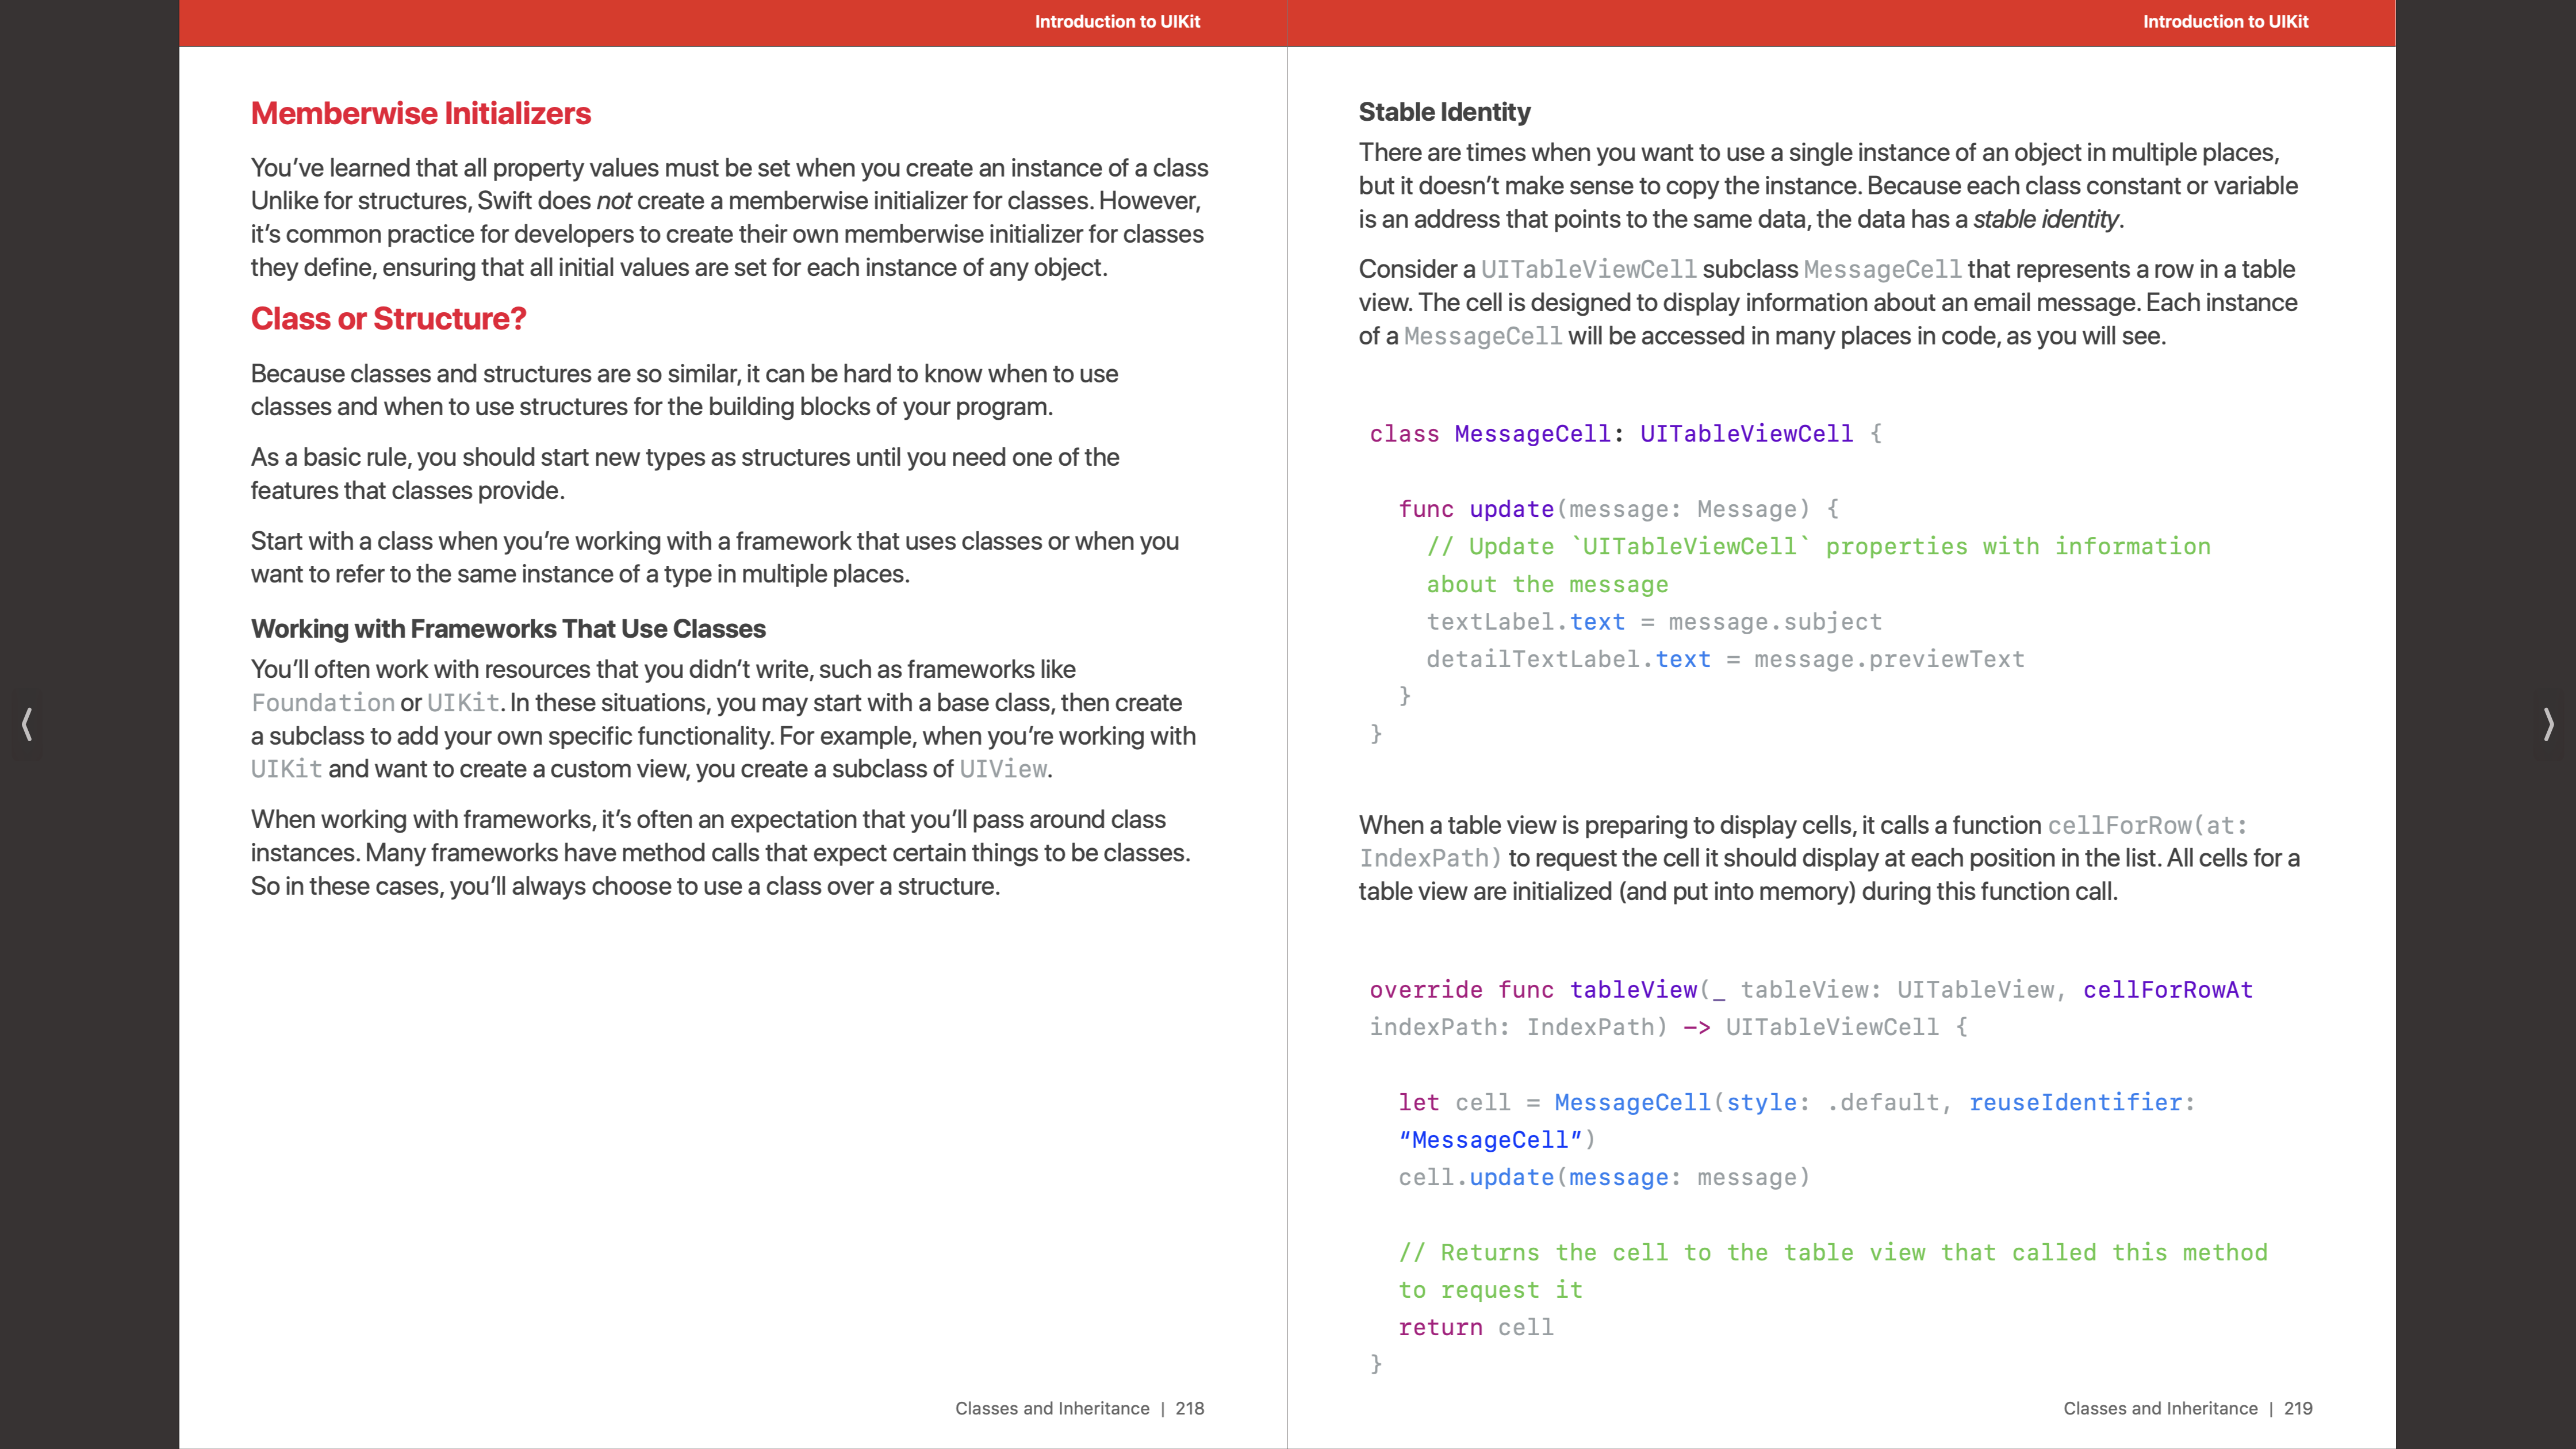 Introduction to UIKit
Memberwise Initializers
You’ve learned that all property values must be set when you create an instance of a class
Unlike for structures, Swift does not create a memberwise initializer for classes. However,
it’s common practice for developers to create their own memberwise initializer for classes
they define, ensuring that all initial values are set for each instance of any object.
Class or Structure?
Because classes and structures are so similar, it can be hard to know when to use
classes and when to use structures for the building blocks of your program.
As a basic rule, you should start new types as structures until you need one of the
features that classes provide.
Start with a class when you’re working with a framework that uses classes or when you
want to refer to the same instance of a type in multiple places.
Working with Frameworks That Use Classes
You’ll often work with resources that you didn’t write, such as frameworks like
Foundation or UIKit. In these situations, you may start with a base class, then create
a subclass to add your own specific functionality. For example, when you’re working with
UIKit and want to create a custom view, you create a subclass of UIView.
When working with frameworks, it’s often an expectation that you’ll pass around class
instances. Many frameworks have method calls that expect certain things to be classes.
So in these cases, you’ll always choose to use a class over a structure.
Classes and Inheritance | 218
Introduction to UIKit
Stable Identity
There are times when you want to use a single instance of an object in multiple places,
but it doesn’t make sense to copy the instance. Because each class constant or variable
is an address that points to the same data, the data has a stable identity.
Consider a UITableViewCell subclass MessageCell that represents a row in a table
view. The cell is designed to display information about an email message. Each instance
of a MessageCell will be accessed in many places in code, as you will see.
class MessageCell: UITableViewCell {
func update(message: Message) {
// Update `UITableViewCell` properties with information
about the message
textLabel.text = message.subject
detailTextLabel.text = message.previewText
}
}
When a table view is preparing to display cells, it calls a function cellForRow(at:
IndexPath) to request the cell it should display at each position in the list. All cells for a
table view are initialized (and put into memory) during this function call.
override func tableView(_ tableView: UITableView, cellForRowAt
indexPath: IndexPath) -> UITableViewCell {
let cell = MessageCell(style: .default, reuseIdentifier:
“MessageCell”)
cell.update(message: message)
// Returns the cell to the table view that called this method
to request it
return cell
}
Classes and Inheritance | 219